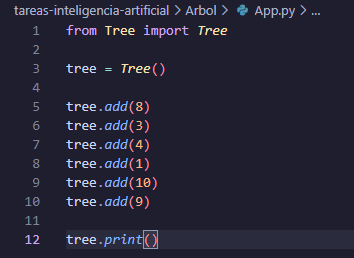 tareas-inteligencia-artificial > Arbol > App.py > ...
1 from Tree import Tree
2
3 tree = Tree()
4
5 tree.add(8)
6 tree.add(3)
7 tree.add(4)
8 tree.add(1)
9 tree.add(10)
10 tree.add(9)
11
12 tree.print()